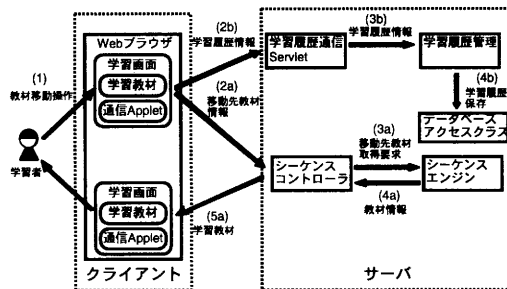 (1)
教材移動操作
学習者
Webブラウザ
学習画面
学習教材
通信Applet
学習画面
学習教材
通信Applet
クライアント
(2b)
学習履歴情報
(2a)
移動先教材
情報
(5a)
学習教材
学習履歴通信
Servlet
(3b)
学習履歴情報
学習履歴管理
(4b)
学習履歴
保存
データベース
アクセスクラス
シーケンス
コントローラ
(3a)
移動先教材
取得要求
(4a)
教材情報
シーケンス
エンジン
サーバ